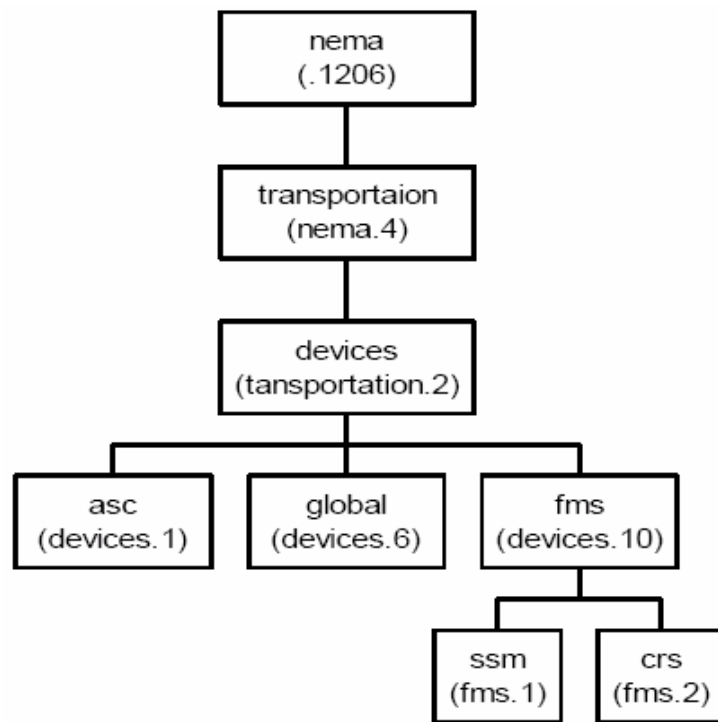 nema
(.1206)
transportaion
(nema.4)
devices
(tansportation.2)
asc
(devices.1)
global
(devices.6)
fms
(devices.10)
ssm
(fms.1)
crs
(fms.2)